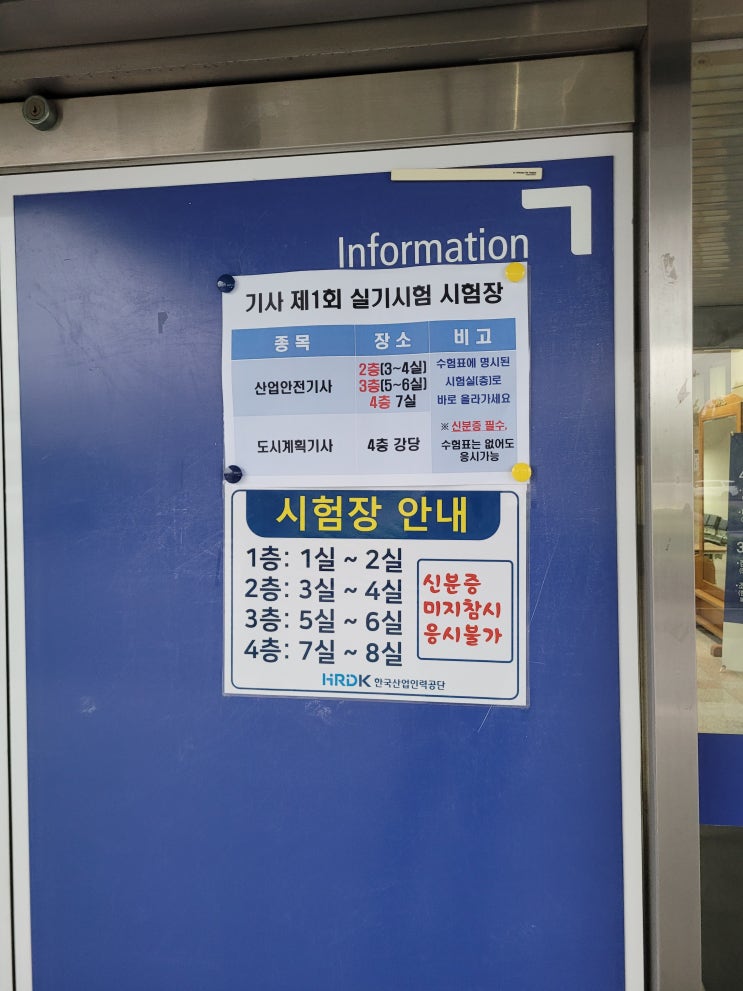 Information
기사 제1회 실기시험 시험장
종목 장소 비고
산업안전기사
2층(3~4실)
3층(5~6실)
4층 7실
수험표에 명시된
시험실(층)로
바로 올라가세요
도시계획기사
4층 강당
※ 신분증 필수,
수험표는 없어도
응시가능
시험장 안내
1층: 1실 ~ 2실
2층: 3실 ~ 4실
3층: 5실 ~ 6실
4층: 7실 ~ 8실
신분증
미지참시
응시불가
HRDK 한국산업인력공단